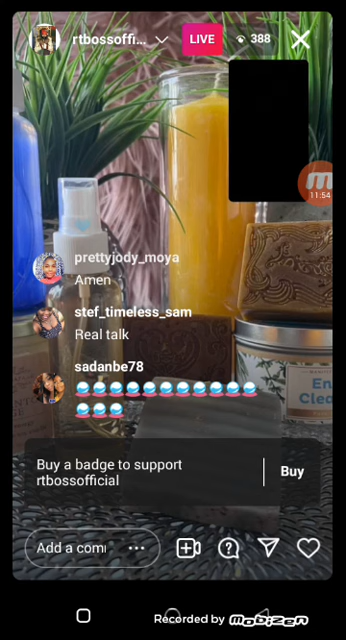 rtbossoffi...
LIVE
388
11:54
prettyjody_moya
Amen
stef_timeless_sam
Real talk
sadanbe78
Buy a badge to support
rtbossofficial
Buy
Add a com
Recorded by mobizen